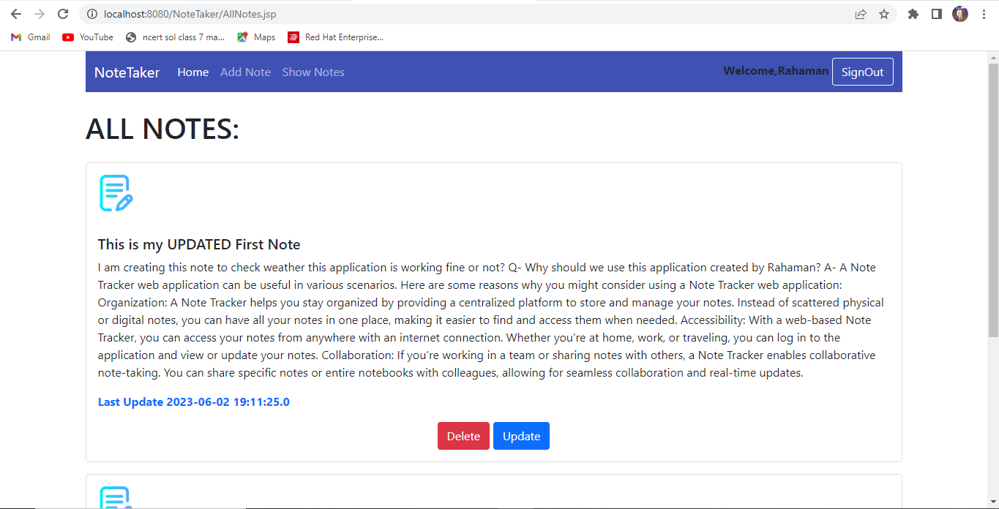 localhost:8080/NoteTaker/AllNotes.jsp
Gmail YouTube ncert sol class 7 ma... Maps Red Hat Enterprise...
NoteTaker Home Add Note Show Notes Welcome,Rahaman SignOut
ALL NOTES:
This is my UPDATED First Note
I am creating this note to check weather this application is working fine or not? Q- Why should we use this application created by Rahaman? A- A Note
Tracker web application can be useful in various scenarios. Here are some reasons why you might consider using a Note Tracker web application:
Organization: A Note Tracker helps you stay organized by providing a centralized platform to store and manage your notes. Instead of scattered physical
or digital notes, you can have all your notes in one place, making it easier to find and access them when needed. Accessibility: With a web-based Note
Tracker, you can access your notes from anywhere with an internet connection. Whether you're at home, work, or traveling, you can log in to the
application and view or update your notes. Collaboration: If you're working in a team or sharing notes with others, a Note Tracker enables collaborative
note-taking. You can share specific notes or entire notebooks with colleagues, allowing for seamless collaboration and real-time updates.
Last Update 2023-06-02 19:11:25.0
Delete Update